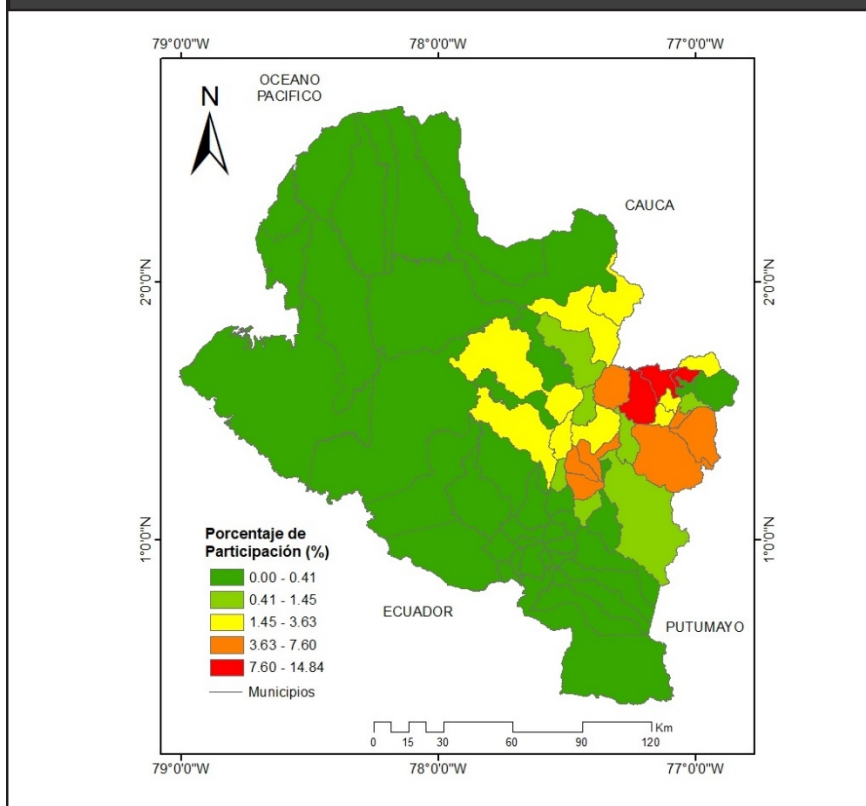 79°0'0"W 78°0'0"W 77°0'0"W
OCEANO
PACIFICO
N
CAUCA
2°0'0"N 2°0'0"N
1°0'0"N 1°0'0"N
Porcentaje de
Participación (%)
0.00 - 0.41
0.41 - 1.45
1.45 - 3.63
3.63 - 7.60
7.60 - 14.84
Municipios
ECUADOR
PUTUMAYO
Km
0 15 30 60 90 120
79°0'0"W 78°0'0"W 77°0'0"W